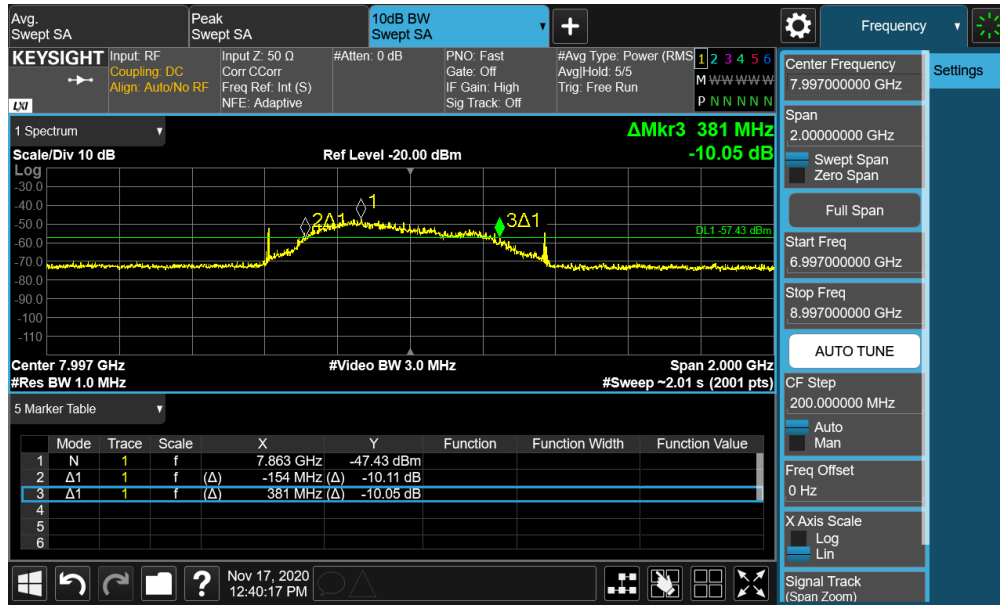 Avg.
Swept SA
Peak
Swept SA
10dB BW
Swept SA
Frequency
KEYSIGHT
LXI
Input: RF
Coupling: DC
Align: Auto/No RF
Input Z: 50 Ω
Corr CCorr
Freq Ref: Int (S)
NFE: Adaptive
#Atten: 0 dB
PNO: Fast
Gate: Off
IF Gain: High
Sig Track: Off
#Avg Type: Power (RMS
Avg|Hold: 5/5
Trig: Free Run
1 2 3 4 5 6
M W W W W W
P N N N N N
1 Spectrum
ΔMkr3 381 MHz
-10.05 dB
Scale/Div 10 dB
Ref Level -20.00 dBm
Log
-30.0
-40.0
-50.0
-60.0
-70.0
-80.0
-90.0
-100
-110
2Δ1
1
3Δ1
DL1 -57.43 dBm
Center 7.997 GHz
#Video BW 3.0 MHz
Span 2.000 GHz
#Res BW 1.0 MHz
#Sweep ~2.01 s (2001 pts)
5 Marker Table
Mode Trace Scale X Y Function Function Width Function Value
1 N 1 f 7.863 GHz -47.43 dBm
2 Δ1 1 f (Δ) -154 MHz (Δ) -10.11 dB
3 Δ1 1 f (Δ) 381 MHz (Δ) -10.05 dB
4
5
6
?
Nov 17, 2020
12:40:17 PM
Center Frequency
7.997000000 GHz
Span
2.00000000 GHz
Swept Span
Zero Span
Full Span
Start Freq
6.997000000 GHz
Stop Freq
8.997000000 GHz
AUTO TUNE
CF Step
200.000000 MHz
Auto
Man
Freq Offset
0 Hz
X Axis Scale
Log
Lin
Signal Track
(Span Zoom)
Settings